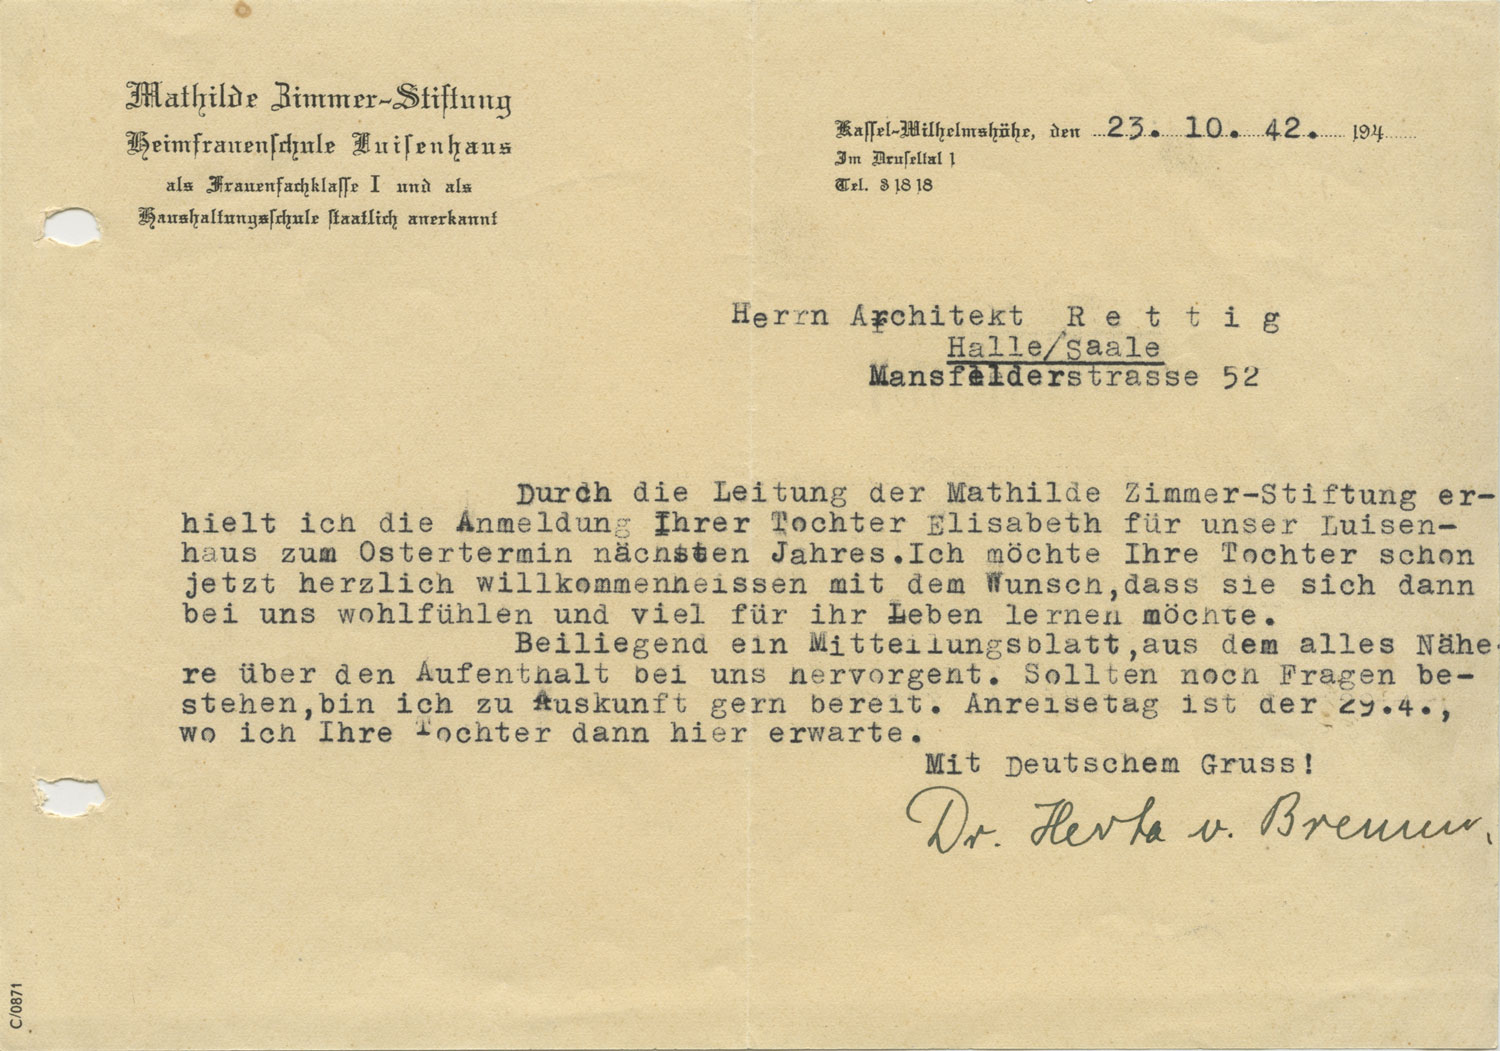 Mathilde Zimmer-Stiftung
Heimfrauenschule Luisenhaus
als Frauenfachklasse I und als
Haushaltungsschule staatlich anerkannt
Kassel-Wilhelmshöhe, den 23. 10. 42. 194
Im Druseltal 1
Tel. 3 18 18
Herrn Architekt R e t t i g
Halle/Saale
Mansfelderstrasse 52
Durch die Leitung der Mathilde Zimmer-Stiftung er-
hielt ich die Anmeldung Ihrer Tochter Elisabeth für unser Luisen-
haus zum Ostertermin nächsten Jahres.Ich möchte Ihre Tochter schon
jetzt herzlich willkommenheissen mit dem Wunsch,dass sie sich dann
bei uns wohlfühlen und viel für ihr Leben lernen möchte.
Beiliegend ein Mitteilungsblatt,aus dem alles Nähe-
re über den Aufenthalt bei uns hervorgeht. Sollten noch Fragen be-
stehen,bin ich zu Auskunft gern bereit. Anreisetag ist der 29.4.,
wo ich Ihre Tochter dann hier erwarte.
Mit Deutschem Gruss!
Dr. Herta v.
C/0871